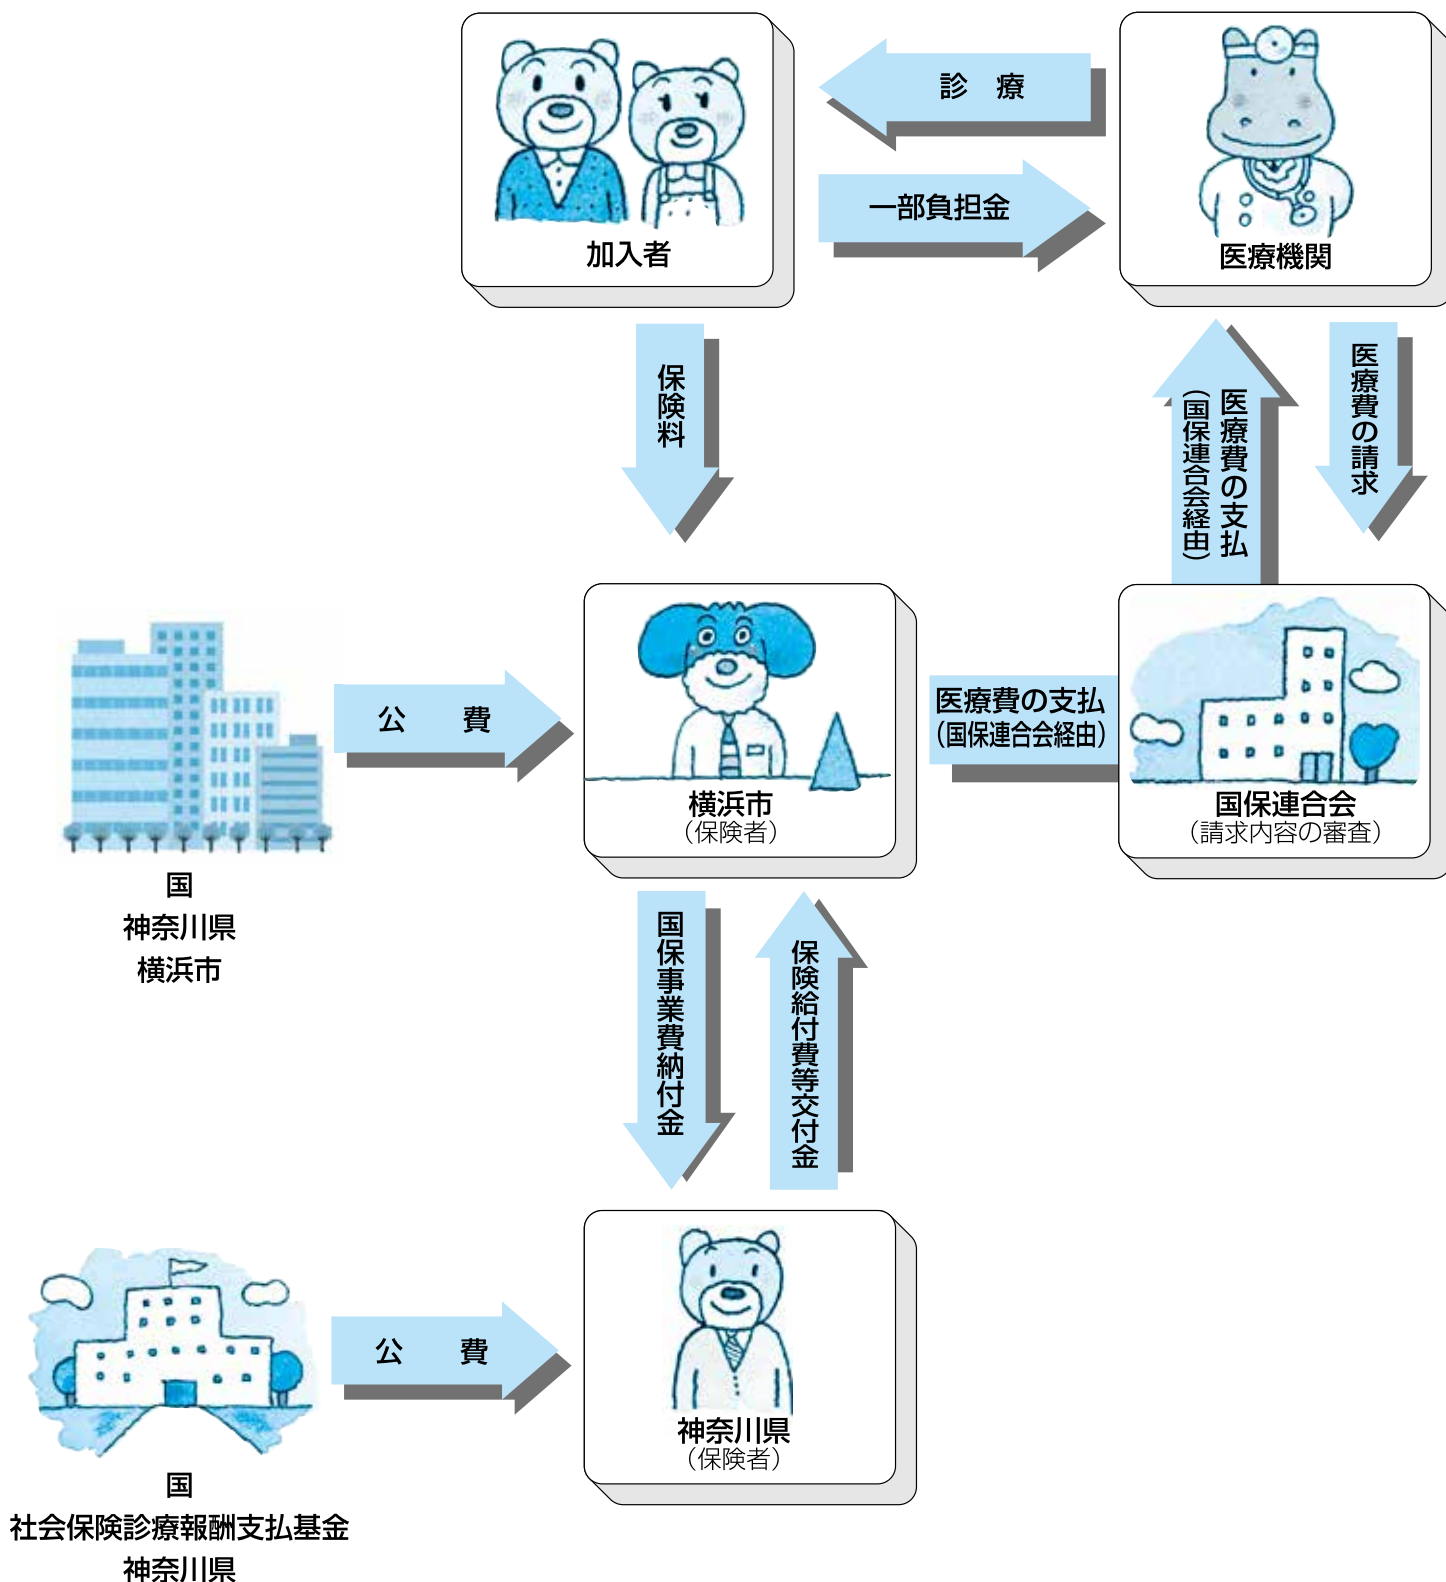 診　療
一部負担金
加入者
医療機関
保険料
医療費の支払
（国保連合会経由）
医療費の請求
公　費
医療費の支払
（国保連合会経由）
横浜市
（保険者）
国保連合会
（請求内容の審査）
国
神奈川県
横浜市
国保事業費納付金
保険給付費等交付金
公　費
神奈川県
（保険者）
国
社会保険診療報酬支払基金
神奈川県